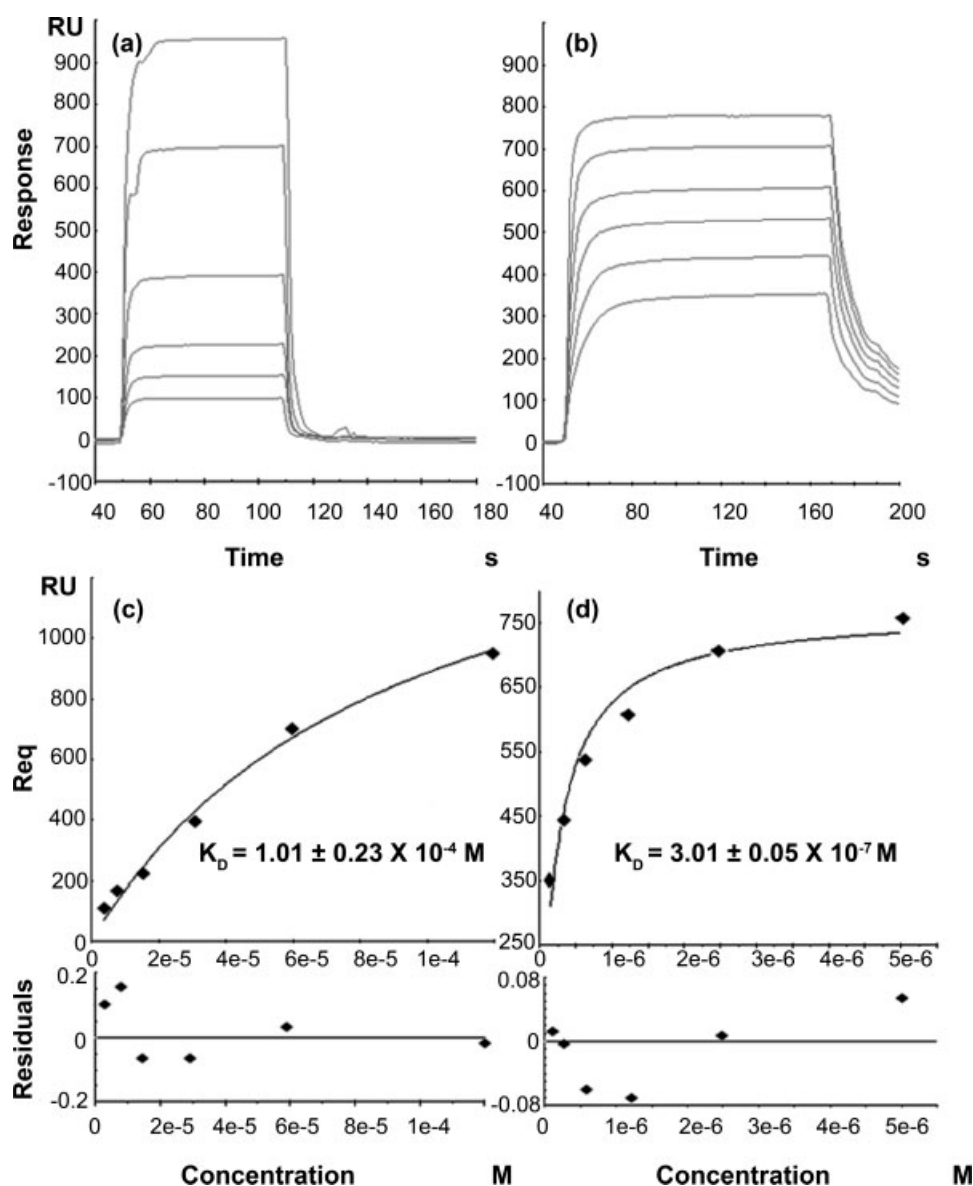 RU
(a)
(b)
900
800
700
600
500
400
300
200
100
0
-100
Response
900
800
700
600
500
400
300
200
100
0
-100
40 60 80 100 120 140 160 180
40 80 120 160 200
Time s
Time s
RU
(c)
(d)
1000
800
600
400
200
0
Req
750
650
550
450
350
250
K_D = 1.01 ± 0.23 X 10⁻⁴ M
K_D = 3.01 ± 0.05 X 10⁻⁷ M
2e-5 4e-5 6e-5 1e-4
1e-6 2e-6 3e-6 4e-6 5e-6
0.2
0
-0.2
Residuals
0.08
0
-0.08
0 2e-5 4e-5 6e-5 1e-4
0 1e-6 2e-6 3e-6 4e-6 5e-6
Concentration M
Concentration M